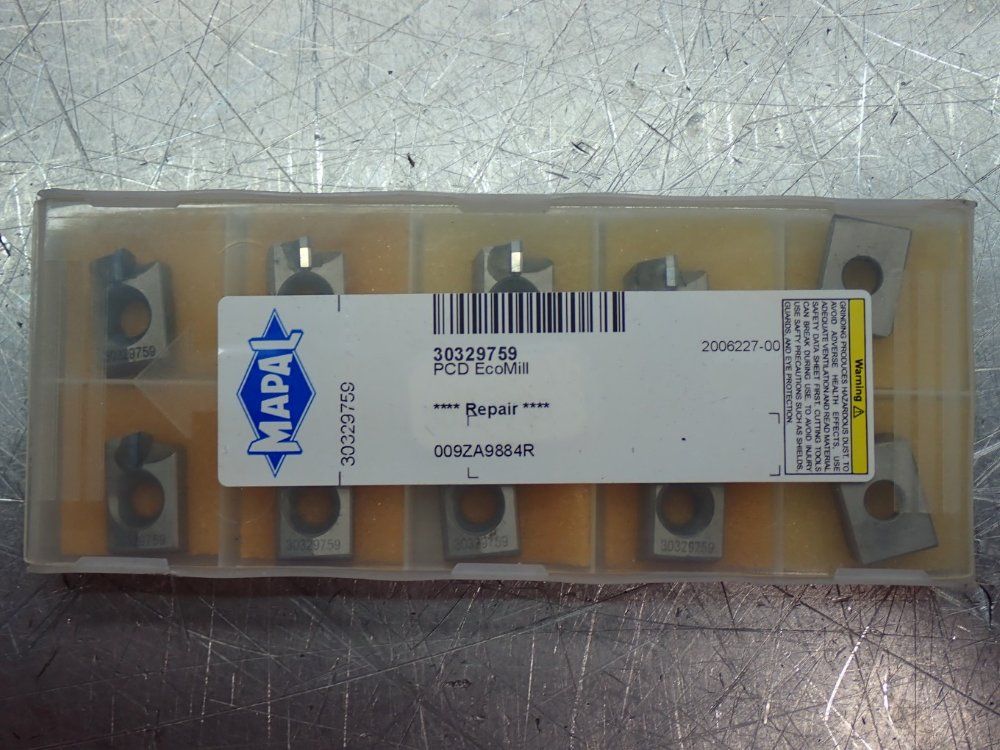 MAPAL
30329759
30329759
PCD EcoMill
**** Repair ****
009ZA9884R
2006227-00
Warning
GRINDING PRODUCES HAZARDOUS DUST. TO
AVOID ADVERSE HEALTH EFFECTS, USE
ADEQUATE VENTILATION AND READ MATERIAL
SAFETY DATA SHEET FIRST. CUTTING TOOLS
CAN BREAK DURING USE. TO AVOID INJURY
USE SAFTY PRECAUTIONS SUCH AS SHIELDS,
GUARDS, AND EYE PROTECTION.
30329759
30329759
30329759
30329759
30329759